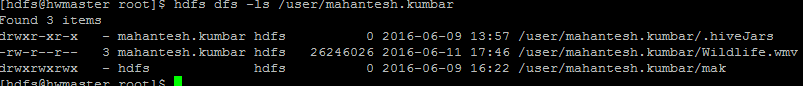 [hdfs@hwmaster root]$ hdfs dfs -ls /user/mahantesh.kumbar
Found 3 items
drwxr-xr-x   - mahantesh.kumbar hdfs          0 2016-06-09 13:57 /user/mahantesh.kumbar/.hiveJars
-rw-r--r--   3 mahantesh.kumbar hdfs   26246026 2016-06-11 17:46 /user/mahantesh.kumbar/Wildlife.wmv
drwxrwxrwx   - hdfs             hdfs          0 2016-06-09 16:22 /user/mahantesh.kumbar/mak
[hdfs@hwmaster root]$